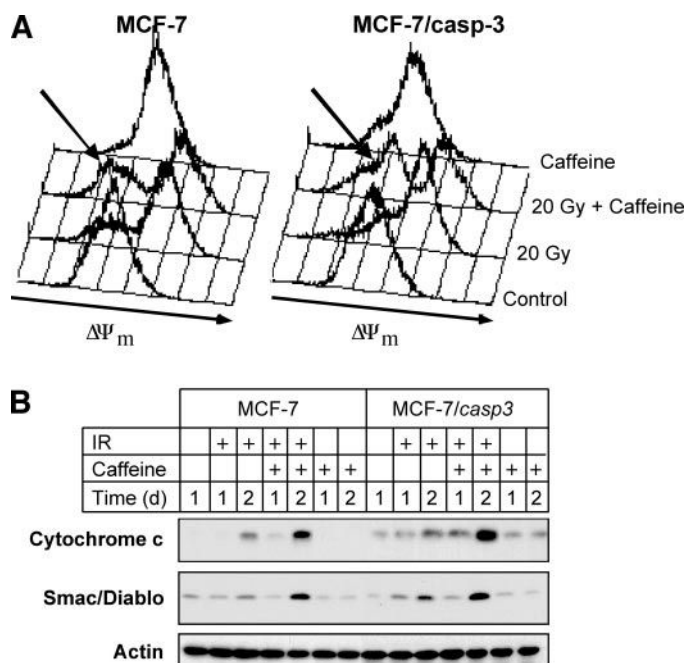 A
MCF-7
MCF-7/casp-3
Caffeine
20 Gy + Caffeine
20 Gy
Control
ΔΨm
ΔΨm
B
MCF-7
MCF-7/casp3
IR + + + + + + + +
Caffeine + + + + + + + +
Time (d) 1 1 2 1 2 1 2 1 1 2 1 2 1 2
Cytochrome c
Smac/Diablo
Actin